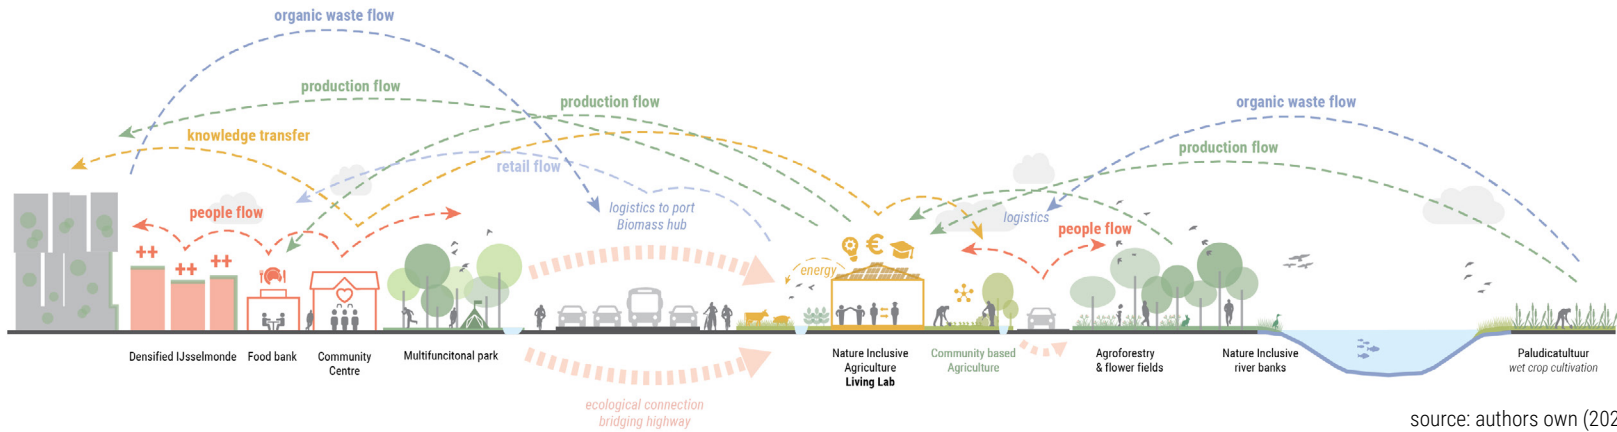 organic waste flow
production flow
production flow
organic waste flow
knowledge transfer
retail flow
production flow
people flow
logistics to port
Biomass hub
logistics
people flow
++
++
++
€
energy
Densified IJsselmonde
Food bank
Community
Centre
Multifuncitonal park
Nature Inclusive
Agriculture
Living Lab
Community based
Agriculture
Agroforestry
& flower fields
Nature Inclusive
river banks
Paludicatultuur
wet crop cultivation
ecological connection
bridging highway
source: authors own (202